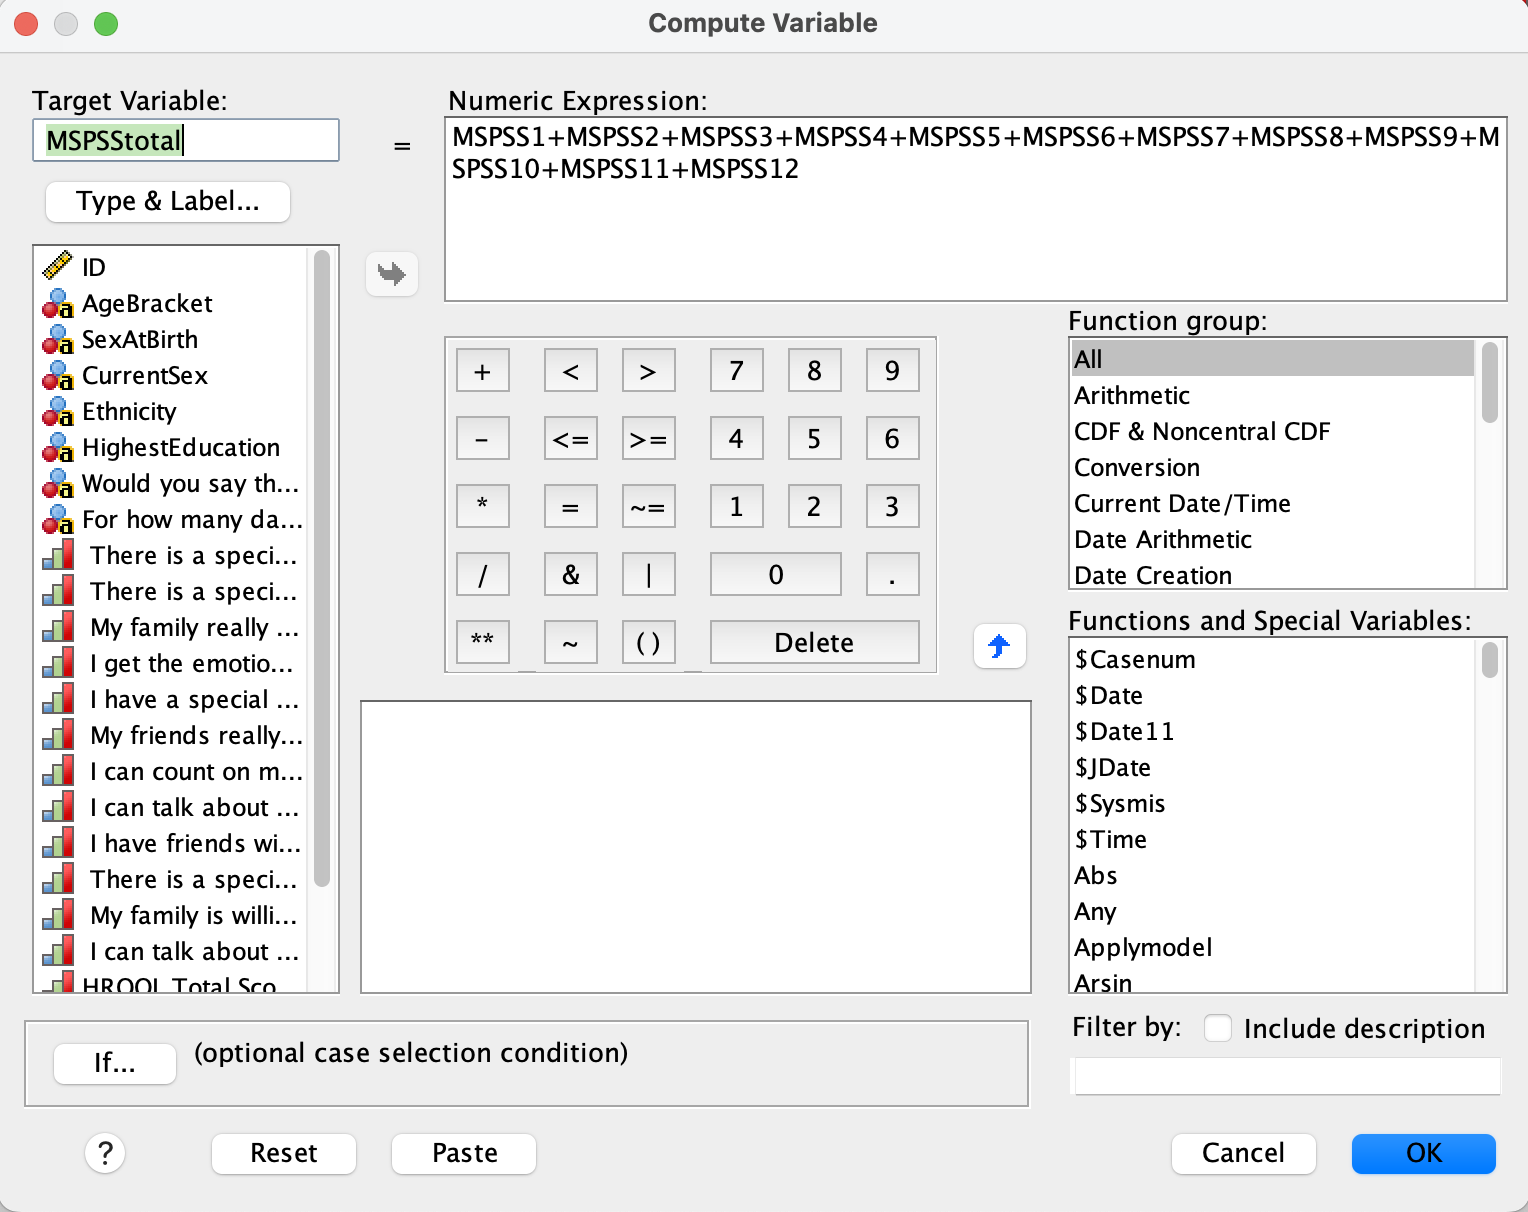 Compute Variable
Target Variable:
MSPSStotal
Type & Label...
=
Numeric Expression:
MSPSS1+MSPSS2+MSPSS3+MSPSS4+MSPSS5+MSPSS6+MSPSS7+MSPSS8+MSPSS9+M
SPSS10+MSPSS11+MSPSS12
ID
AgeBracket
SexAtBirth
CurrentSex
Ethnicity
HighestEducation
Would you say th...
For how many da...
There is a speci...
There is a speci...
My family really ...
I get the emotio...
I have a special ...
My friends really...
I can count on m...
I can talk about ...
I have friends wi...
There is a speci...
My family is willi...
I can talk about ...
HRQOL Total Sco
+ < > 7 8 9
- <= >= 4 5 6
* = ~= 1 2 3
/ & | 0 .
** ~ () Delete
Function group:
All
Arithmetic
CDF & Noncentral CDF
Conversion
Current Date/Time
Date Arithmetic
Date Creation
Functions and Special Variables:
$Casenum
$Date
$Date11
$JDate
$Sysmis
$Time
Abs
Any
Applymodel
Arsin
If...
(optional case selection condition)
Filter by:
Include description
?
Reset
Paste
Cancel
OK